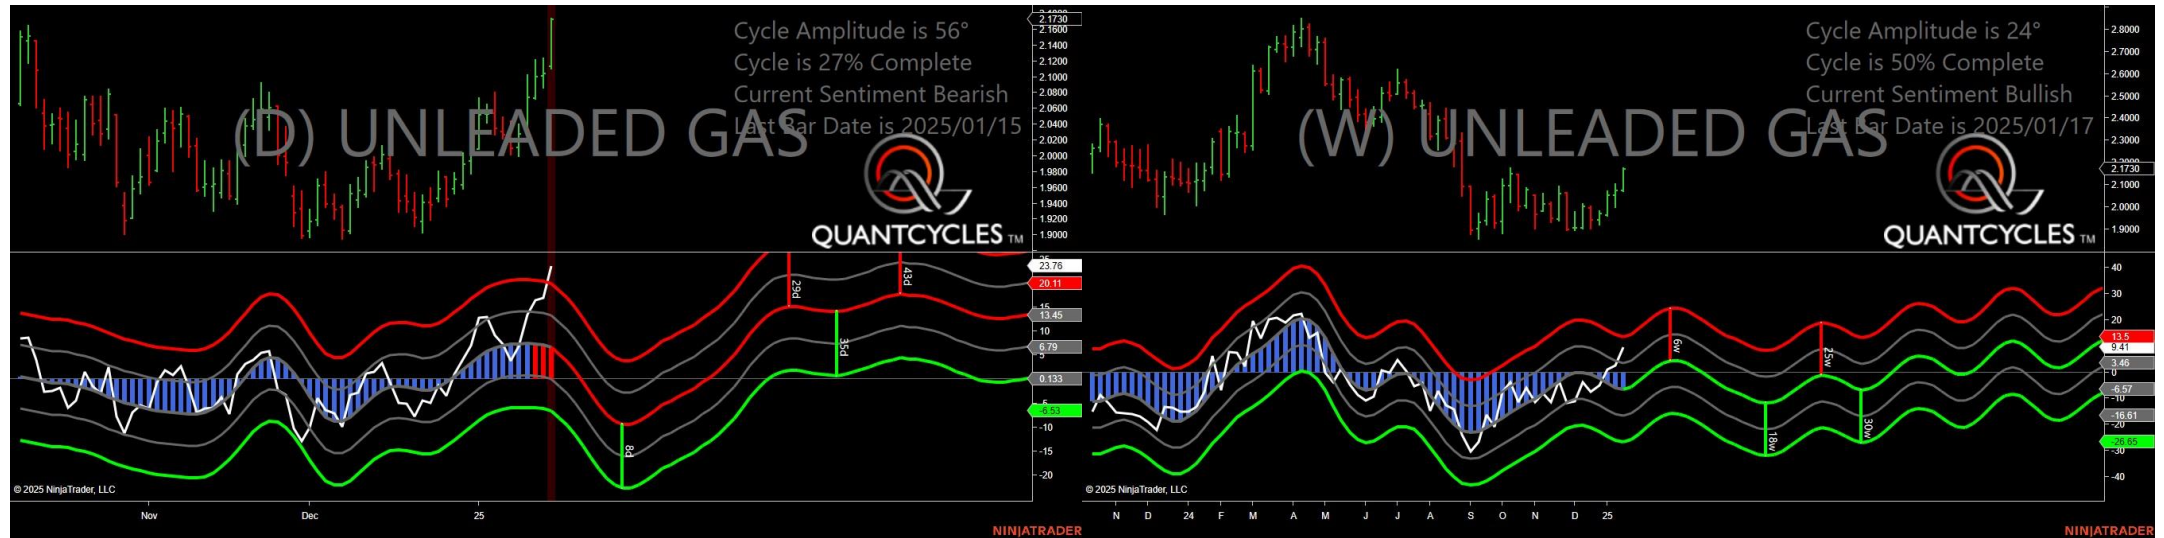 Cycle Amplitude is 56°
Cycle is 27% Complete
Current Sentiment Bearish
Last Bar Date is 2025/01/15
(D) UNLEADED GAS
QUANTCYCLES TM
2.1730
2.1600
2.1400
2.1200
2.1000
2.0800
2.0600
2.0400
2.0200
2.0000
1.9800
1.9600
1.9400
1.9200
1.9000
23.76
20.11
15
13.45
10
6.79
5
0.133
-6.53
-10
-15
-20
29d
43d
35d
8d
© 2025 NinjaTrader, LLC
Nov
Dec
25
NINJATRADER
Cycle Amplitude is 24°
Cycle is 50% Complete
Current Sentiment Bullish
Last Bar Date is 2025/01/17
(W) UNLEADED GAS
QUANTCYCLES TM
2.8000
2.7000
2.6000
2.5000
2.4000
2.3000
2.1730
2.1000
2.0000
1.9000
40
30
20
13.5
9.41
3.46
0
-6.57
-10
-16.61
-20
-26.65
-30
-40
6w
25w
18w
30w
© 2025 NinjaTrader, LLC
N D 24 F M A M J J A S O N D 25
NINJATRADER